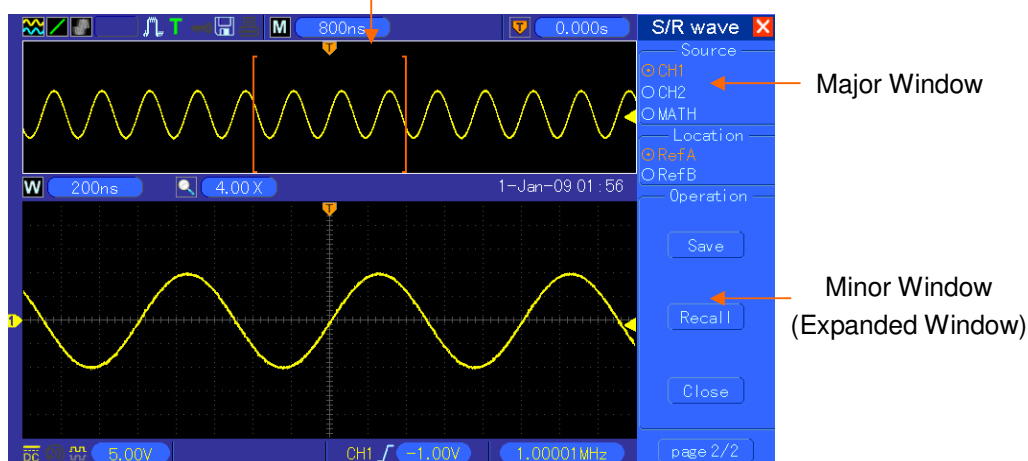 T M 800ns T 0.000s S/R wave X
T
Source
CH1
CH2
MATH
Major Window
Location
RefA
RefB
W 200ns 4.00X 1-Jan-09 01:56
Operation
T
Save
Recall
Close
Minor Window
(Expanded Window)
1
DC 5.00V CH1 -1.00V 1.00001MHz page 2/2